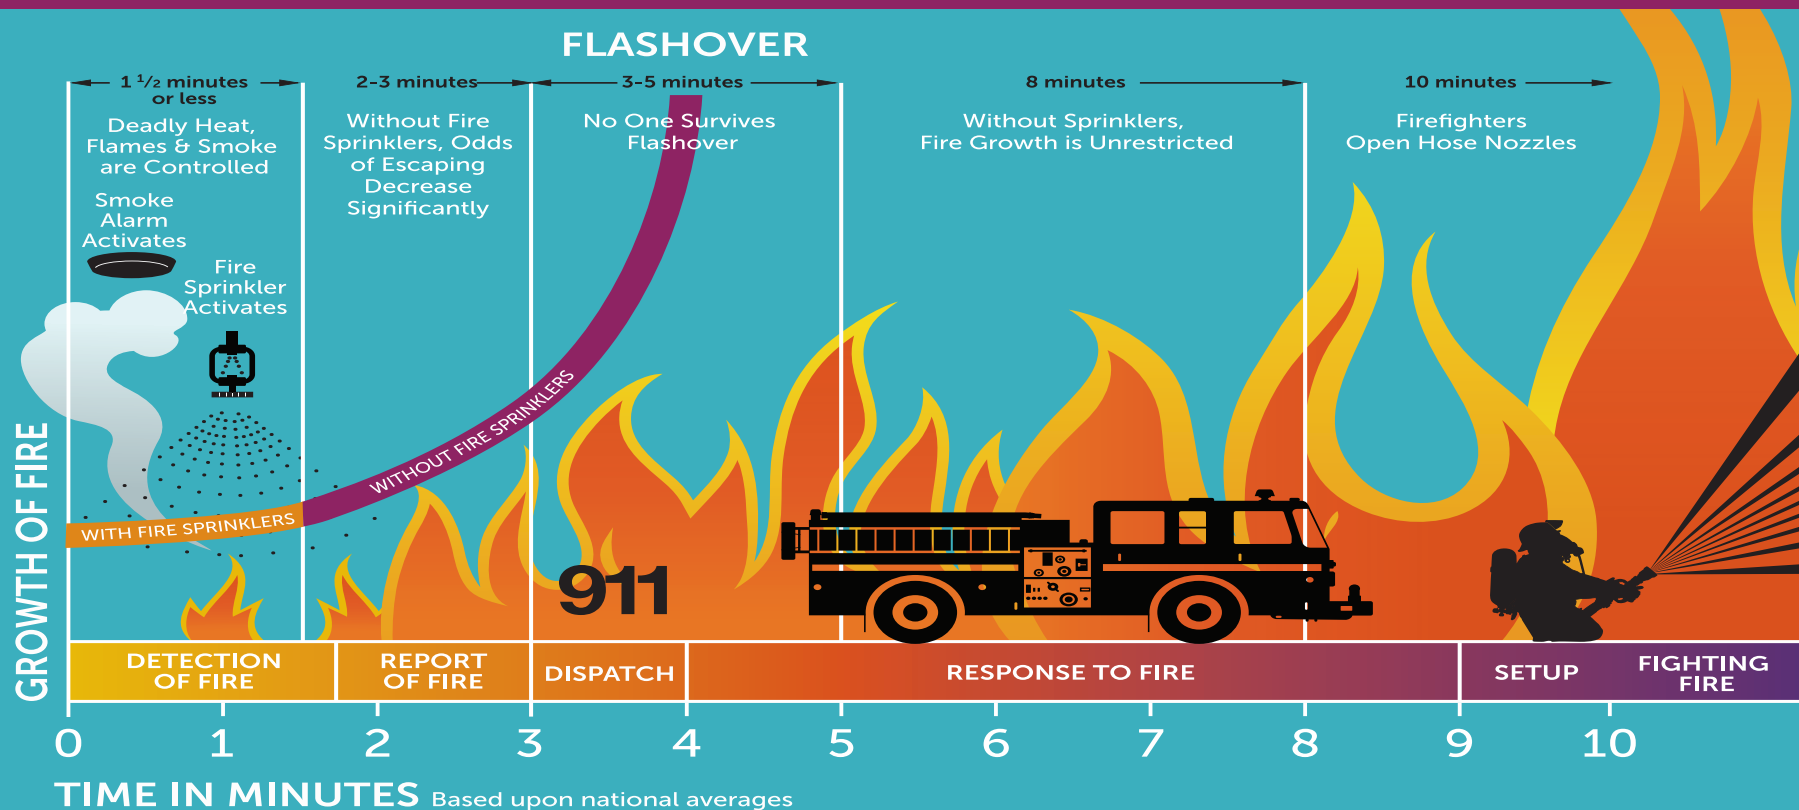 FLASHOVER
1 1/2 minutes
or less
2-3 minutes
3-5 minutes
8 minutes
10 minutes
Deadly Heat,
Flames & Smoke
are Controlled
Without Fire
Sprinklers, Odds
of Escaping
Decrease
Significantly
No One Survives
Flashover
Without Sprinklers,
Fire Growth is Unrestricted
Firefighters
Open Hose Nozzles
Smoke
Alarm
Activates
Fire
Sprinkler
Activates
WITH FIRE SPRINKLERS
WITHOUT FIRE SPRINKLERS
GROWTH OF FIRE
911
DETECTION
OF FIRE
REPORT
OF FIRE
DISPATCH
RESPONSE TO FIRE
SETUP
FIGHTING
FIRE
0 1 2 3 4 5 6 7 8 9 10
TIME IN MINUTES Based upon national averages